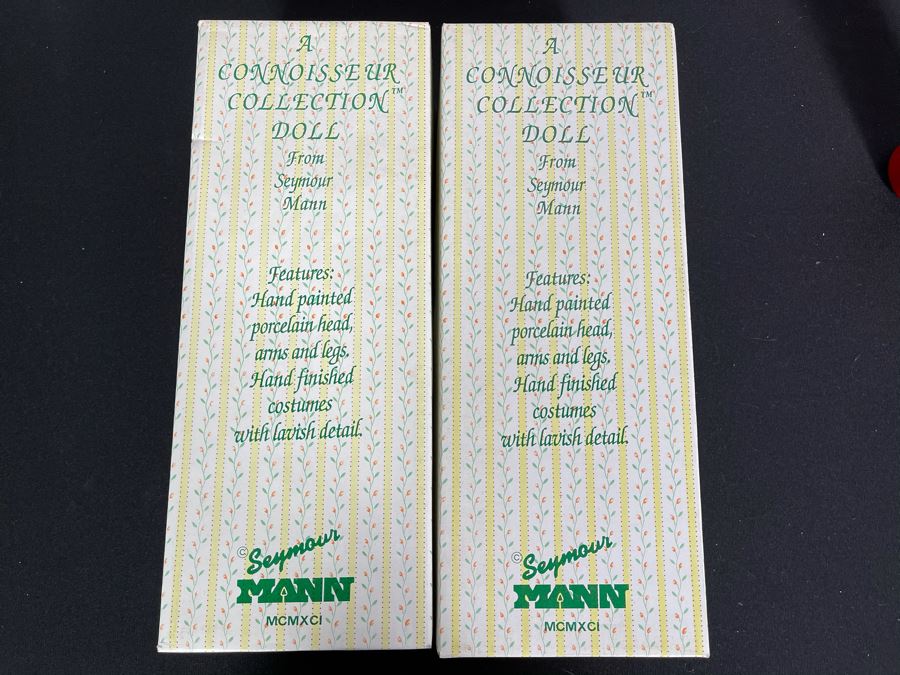 A
CONNOISSEUR
COLLECTION™
DOLL
From
Seymour
Mann
Features:
Hand painted
porcelain head,
arms and legs.
Hand finished
costumes
with lavish detail.
© Seymour
MANN
MCMXCI
A
CONNOISSEUR
COLLECTION™
DOLL
From
Seymour
Mann
Features:
Hand painted
porcelain head,
arms and legs.
Hand finished
costumes
with lavish detail.
© Seymour
MANN
MCMXCI